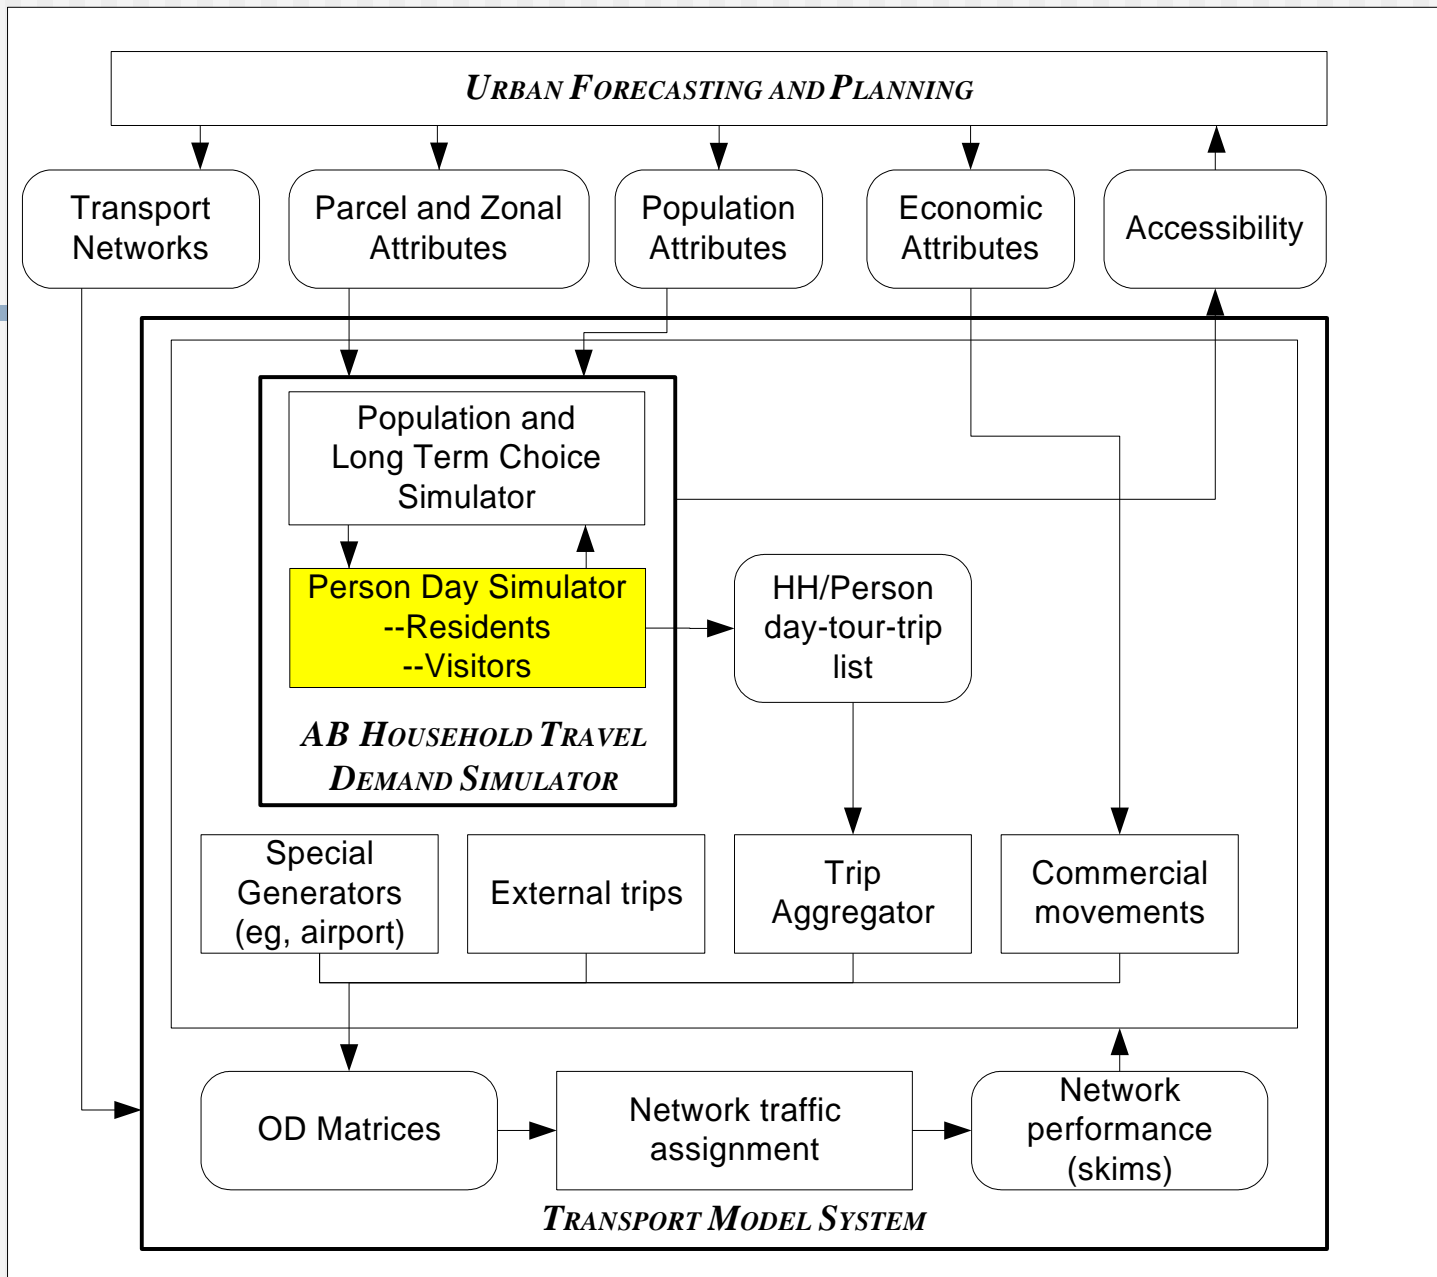 URBAN FORECASTING AND PLANNING
Transport
Networks
Parcel and Zonal
Attributes
Population
Attributes
Economic
Attributes
Accessibility
Population and
Long Term Choice
Simulator
Person Day Simulator
--Residents
--Visitors
HH/Person
day-tour-trip
list
AB HOUSEHOLD TRAVEL
DEMAND SIMULATOR
Special
Generators
(eg, airport)
External trips
Trip
Aggregator
Commercial
movements
OD Matrices
Network traffic
assignment
Network
performance
(skims)
TRANSPORT MODEL SYSTEM